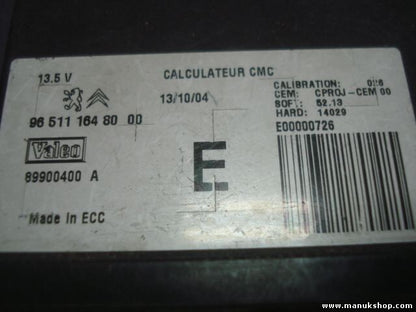 13.5 V
CALCULATEUR CMC
13/10/04
96 511 164 80 00
Valeo
89900400 A
Made In ECC
E
CALIBRATION:
CEM: CPROJ-CEM 00
SOFT: 52.13
HARD: 14029
E00000726
www.manukshop.com